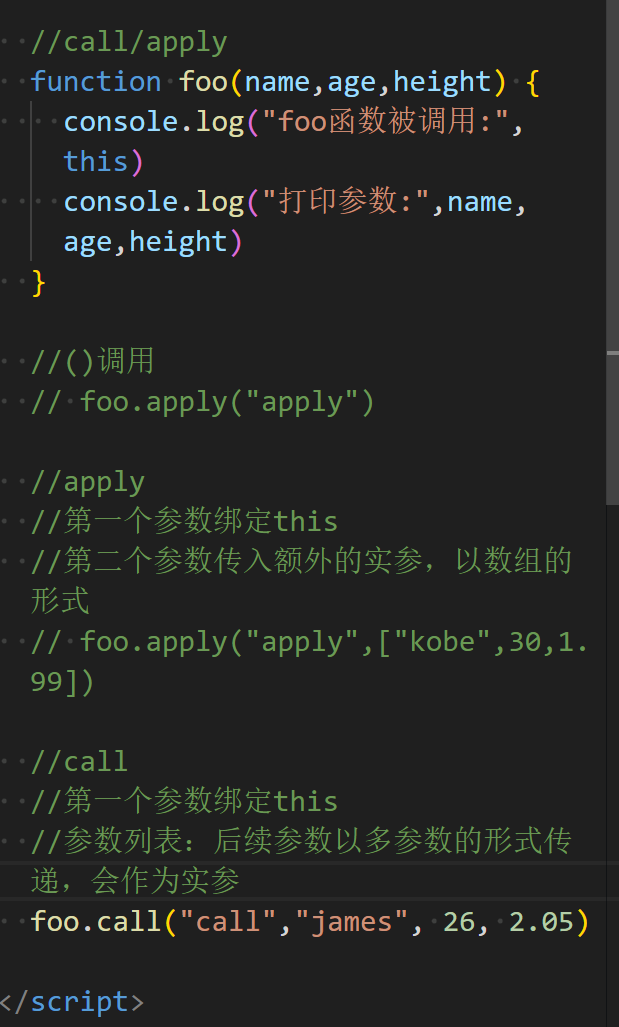 //call/apply
function foo(name,age,height) {
console.log("foo函数被调用:",
this)
console.log("打印参数:",name,
age,height)
}
//()调用
// foo.apply("apply")
//apply
//第一个参数绑定this
//第二个参数传入额外的实参，以数组的
形式
// foo.apply("apply",["kobe",30,1.
99])
//call
//第一个参数绑定this
//参数列表：后续参数以多参数的形式传
递，会作为实参
foo.call("call","james", 26, 2.05)
</script>